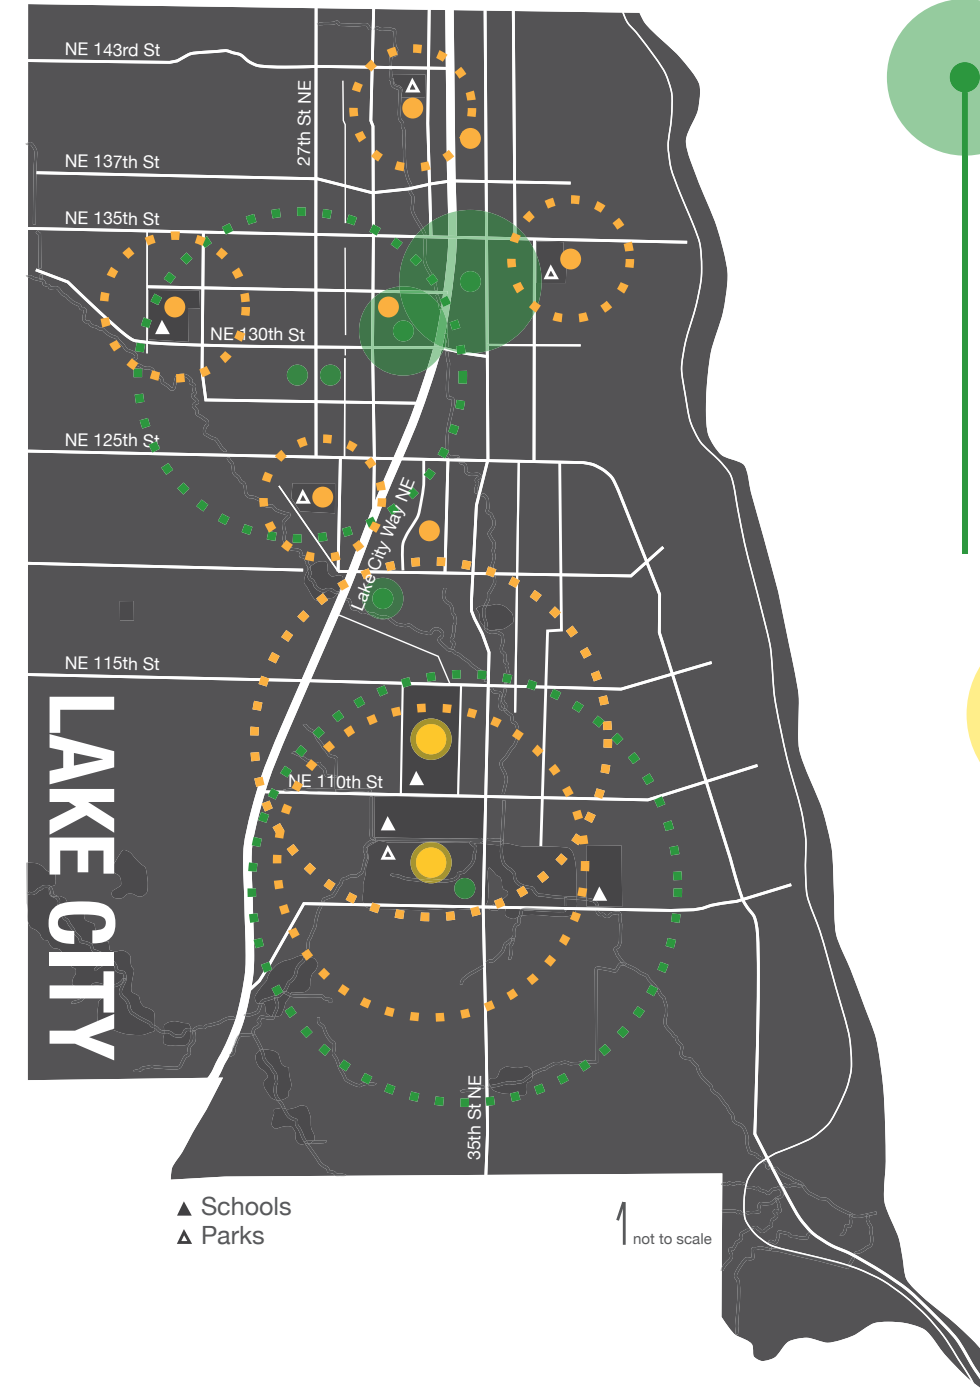 NE 143rd St
27th St NE
NE 137th St
NE 135th St
NE 130th St
NE 125th St
Lake City Way NE
NE 115th St
LAKE CITY
NE 110th St
35th St NE
Schools
Parks
not to scale